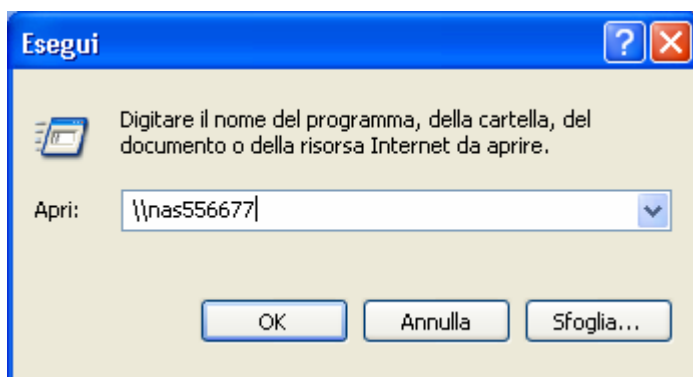 Esegui
Digitare il nome del programma, della cartella, del
documento o della risorsa Internet da aprire.
Apri: \\nas556677
OK Annulla Sfoglia...